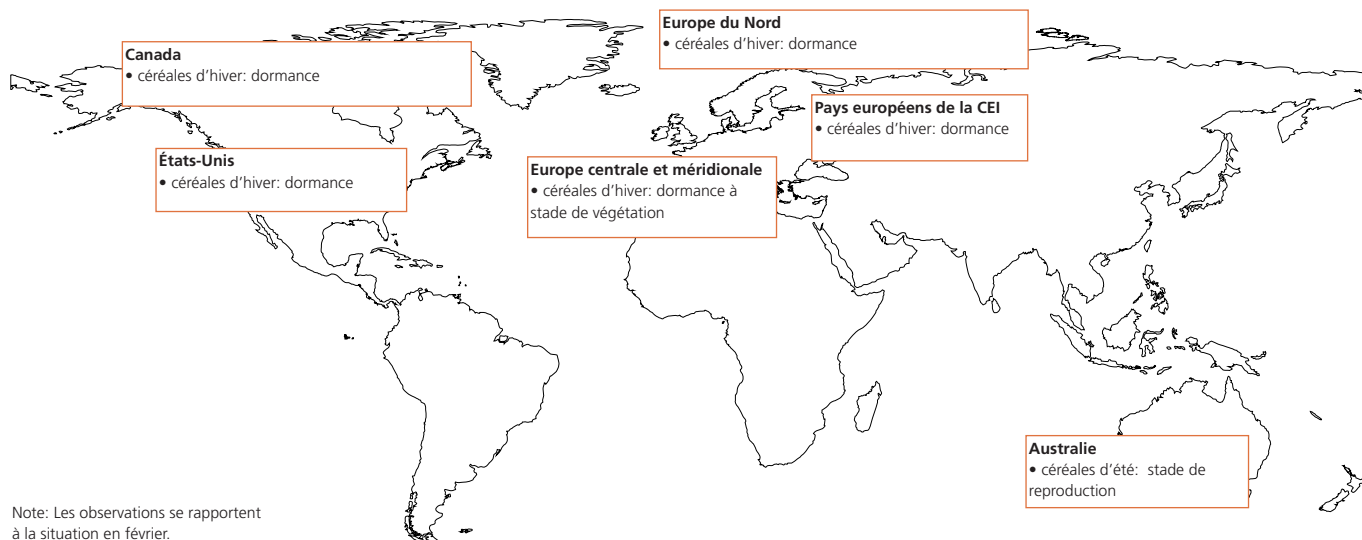 Europe du Nord
• céréales d'hiver: dormance
Canada
• céréales d'hiver: dormance
Pays européens de la CEI
• céréales d'hiver: dormance
États-Unis
• céréales d'hiver: dormance
Europe centrale et méridionale
• céréales d'hiver: dormance à
stade de végétation
Australie
• céréales d'été:  stade de
reproduction
Note: Les observations se rapportent
à la situation en février.